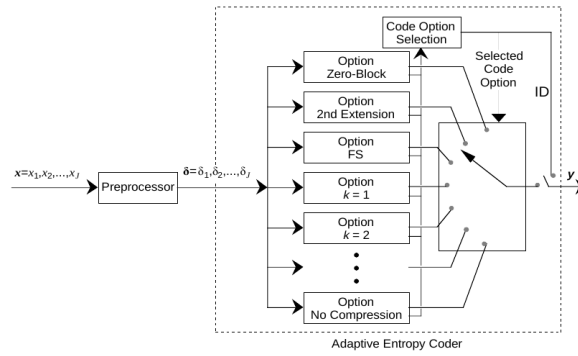 Code Option
Selection
Option
Zero-Block
Selected
Code
Option
ID
Option
2nd Extension
Option
FS
x=x1,x2,...,xJ
Preprocessor
δ=δ1,δ2,...,δJ
Option
k = 1
y
Option
k = 2
Option
No Compression
Adaptive Entropy Coder